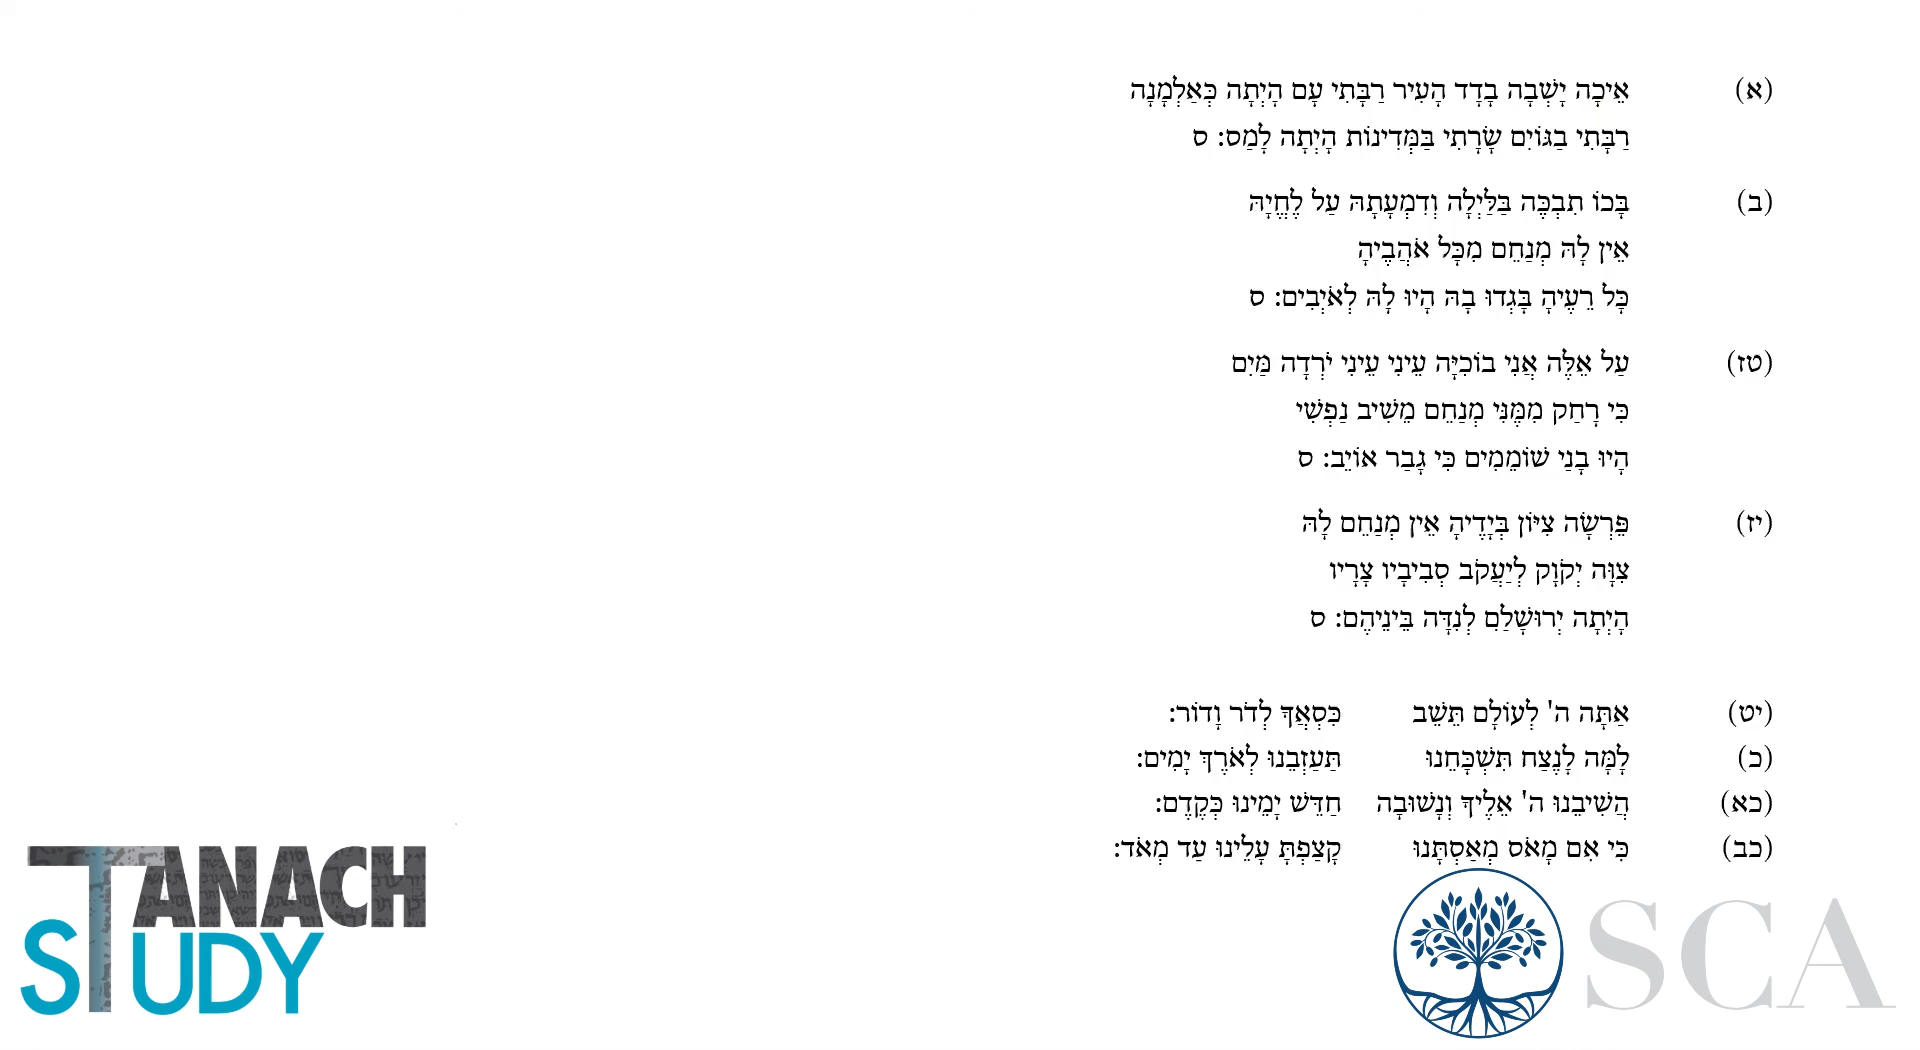 (א) אֵיכָה יָשְׁבָה בָדָד הָעִיר רַבָּתִי עָם הָיְתָה כְּאַלְמָנָה
רַבָּתִי בַגּוֹיִם שָׂרָתִי בַּמְּדִינוֹת הָיְתָה לָמַס: ס
(ב) בָּכוֹ תִבְכֶּה בַּלַּיְלָה וְדִמְעָתָהּ עַל לֶחֱיָהּ
אֵין לָהּ מְנַחֵם מִכָּל אֹהֲבֶיהָ
כָּל רֵעֶיהָ בָּגְדוּ בָהּ הָיוּ לָהּ לְאֹיְבִים: ס
(טז) עַל אֵלֶּה אֲנִי בוֹכִיָּה עֵינִי עֵינִי יֹרְדָה מַּיִם
כִּי רָחַק מִמֶּנִּי מְנַחֵם מֵשִׁיב נַפְשִׁי
הָיוּ בָנַי שׁוֹמֵמִים כִּי גָבַר אוֹיֵב: ס
(יז) פֵּרְשָׂה צִיּוֹן בְּיָדֶיהָ אֵין מְנַחֵם לָהּ
צִוָּה יְקֹוָק לְיַעֲקֹב סְבִיבָיו צָרָיו
הָיְתָה יְרוּשָׁלִַם לְנִדָּה בֵּינֵיהֶם: ס
(יט) אַתָּה ה' לְעוֹלָם תֵּשֵׁב כִּסְאֲךָ לְדֹר וָדוֹר:
(כ) לָמָּה לָנֶצַח תִּשְׁכָּחֵנוּ תַּעַזְבֵנוּ לְאֹרֶךְ יָמִים:
(כא) הֲשִׁיבֵנוּ ה' אֵלֶיךָ וְנָשׁוּבָה חַדֵּשׁ יָמֵינוּ כְּקֶדֶם:
(כב) כִּי אִם מָאֹס מְאַסְתָּנוּ קָצַפְתָּ עָלֵינוּ עַד מְאֹד:
TANACH
STUDY
SCA